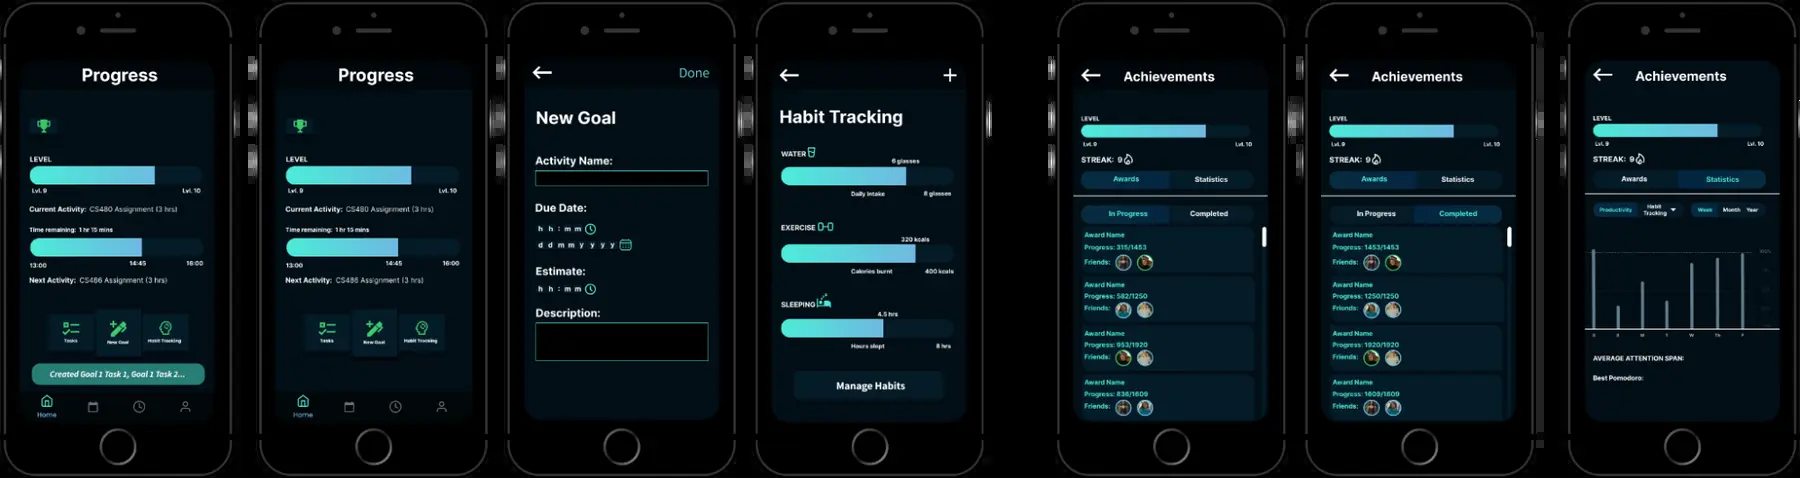 Progress
LEVEL
Lvl. 9
Lvl. 10
Current Activity: CS480 Assignment (3 hrs)
Time remaining: 1 hr 15 mins
13:00
14:45
16:00
Next Activity: CS486 Assignment (3 hrs)
Tasks
New Goal
Habit Tracking
Created Goal 1 Task 1, Goal 1 Task 2...
Home
Progress
LEVEL
Lvl. 9
Lvl. 10
Current Activity: CS480 Assignment (3 hrs)
Time remaining: 1 hr 15 mins
13:00
14:45
16:00
Next Activity: CS486 Assignment (3 hrs)
Tasks
New Goal
Habit Tracking
Home
Done
New Goal
Activity Name:
Due Date:
h h : m m
d d m m y y y y
Estimate:
h h : m m
Description:
Habit Tracking
WATER
6 glasses
Daily Intake
8 glasses
EXERCISE
320 kcals
Calories burnt
400 kcals
SLEEPING
4.5 hrs
Hours slept
8 hrs
Manage Habits
Achievements
LEVEL
Lvl. 9
Lvl. 10
STREAK: 9
Awards
Statistics
In Progress
Completed
Award Name
Progress: 315/1453
Friends:
Award Name
Progress: 582/1250
Friends:
Award Name
Progress: 953/1920
Friends:
Award Name
Progress: 836/1609
Friends:
Achievements
LEVEL
Lvl. 9
Lvl. 10
STREAK: 9
Awards
Statistics
In Progress
Completed
Award Name
Progress: 1453/1453
Friends:
Award Name
Progress: 1250/1250
Friends:
Award Name
Progress: 1920/1920
Friends:
Award Name
Progress: 1609/1609
Friends:
Achievements
LEVEL
Lvl. 9
Lvl. 10
STREAK: 9
Awards
Statistics
Productivity
Habit
Tracking
Week
Month
Year
100%
S
S
M
T
W
Th
F
AVERAGE ATTENTION SPAN:
Best Pomodoro: